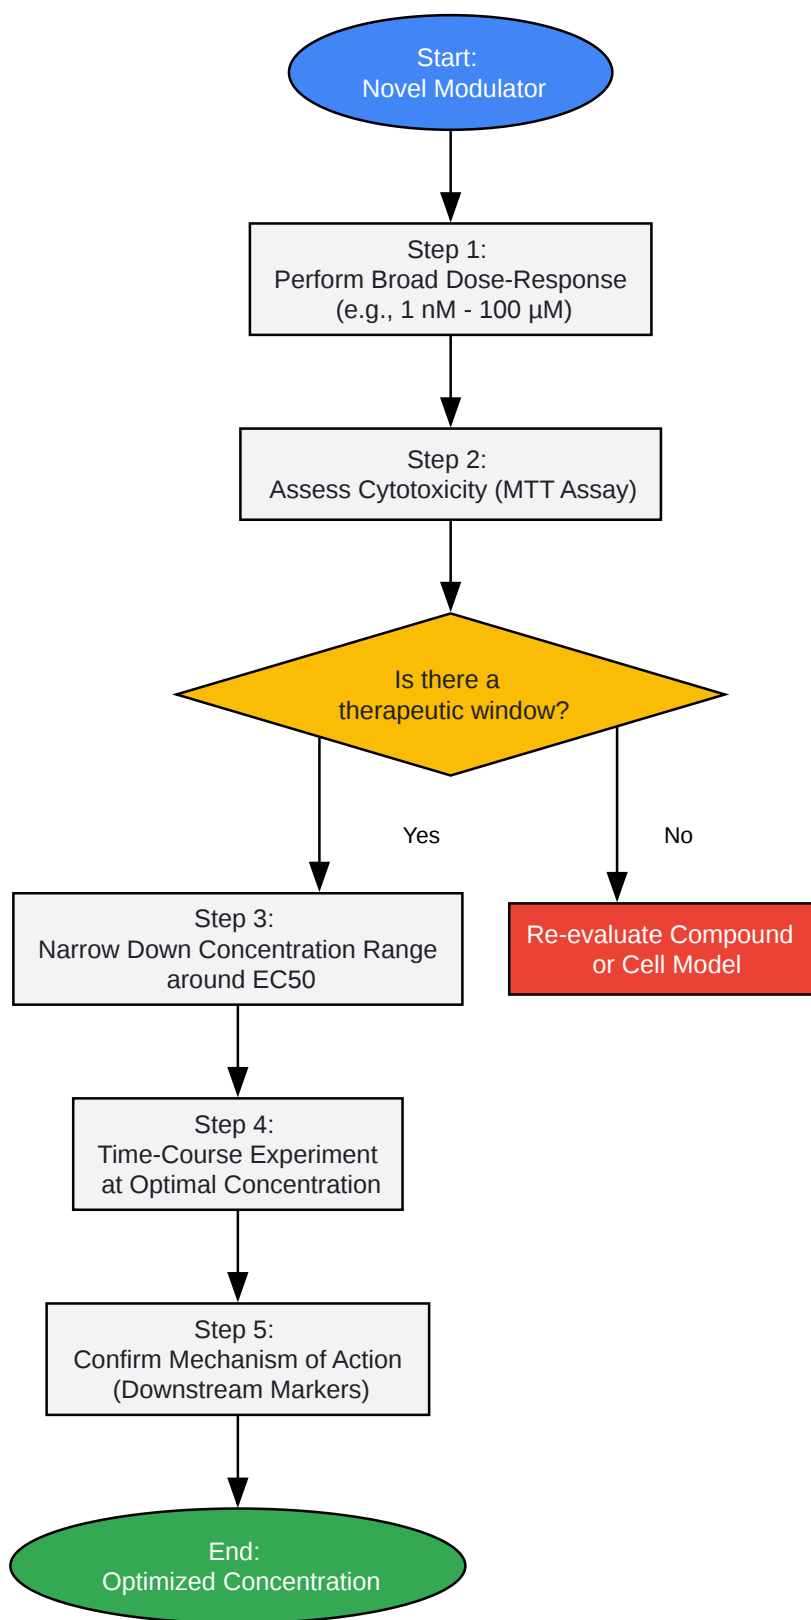 Start:
Novel Modulator
Step 1:
Perform Broad Dose-Response
(e.g., 1 nM - 100 µM)
Step 2:
Assess Cytotoxicity (MTT Assay)
Is there a
therapeutic window?
Yes
No
Step 3:
Narrow Down Concentration Range
around EC50
Re-evaluate Compound
or Cell Model
Step 4:
Time-Course Experiment
at Optimal Concentration
Step 5:
Confirm Mechanism of Action
(Downstream Markers)
End:
Optimized Concentration